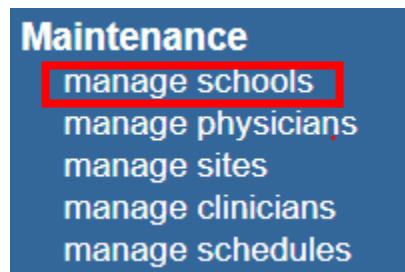 Maintenance
manage schools
manage physicians
manage sites
manage clinicians
manage schedules